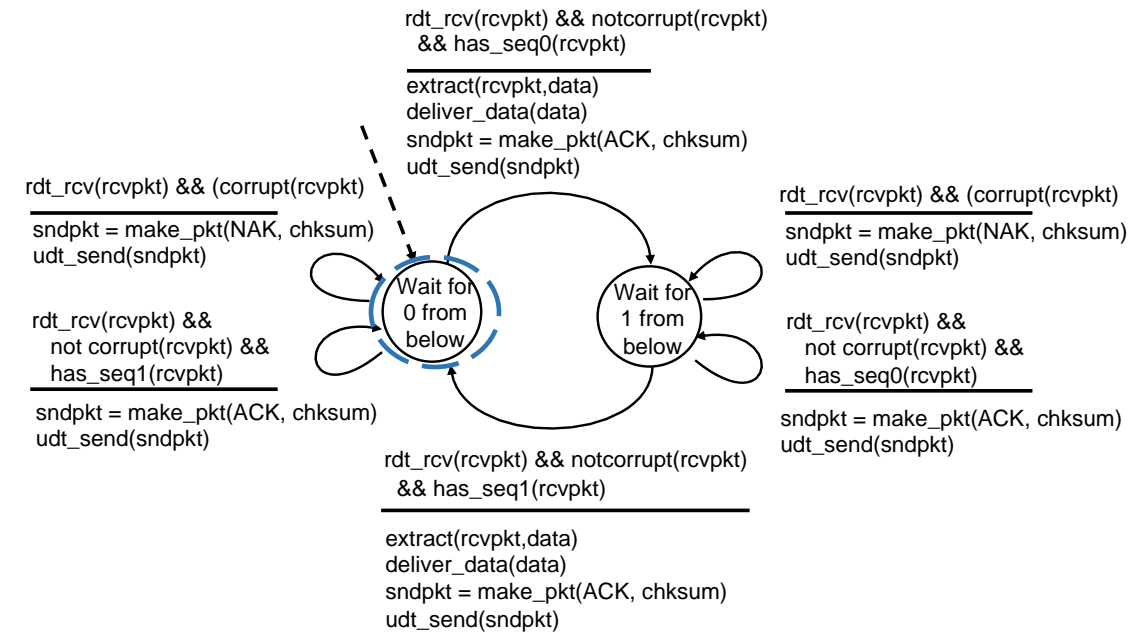 rdt_rcv(rcvpkt) && notcorrupt(rcvpkt)
&& has_seq0(rcvpkt)
extract(rcvpkt,data)
deliver_data(data)
sndpkt = make_pkt(ACK, chksum)
udt_send(sndpkt)
rdt_rcv(rcvpkt) && (corrupt(rcvpkt)
sndpkt = make_pkt(NAK, chksum)
udt_send(sndpkt)
rdt_rcv(rcvpkt) &&
not corrupt(rcvpkt) &&
has_seq1(rcvpkt)
sndpkt = make_pkt(ACK, chksum)
udt_send(sndpkt)
Wait for
0 from
below
Wait for
1 from
below
rdt_rcv(rcvpkt) && (corrupt(rcvpkt)
sndpkt = make_pkt(NAK, chksum)
udt_send(sndpkt)
rdt_rcv(rcvpkt) &&
not corrupt(rcvpkt) &&
has_seq0(rcvpkt)
sndpkt = make_pkt(ACK, chksum)
udt_send(sndpkt)
rdt_rcv(rcvpkt) && notcorrupt(rcvpkt)
&& has_seq1(rcvpkt)
extract(rcvpkt,data)
deliver_data(data)
sndpkt = make_pkt(ACK, chksum)
udt_send(sndpkt)